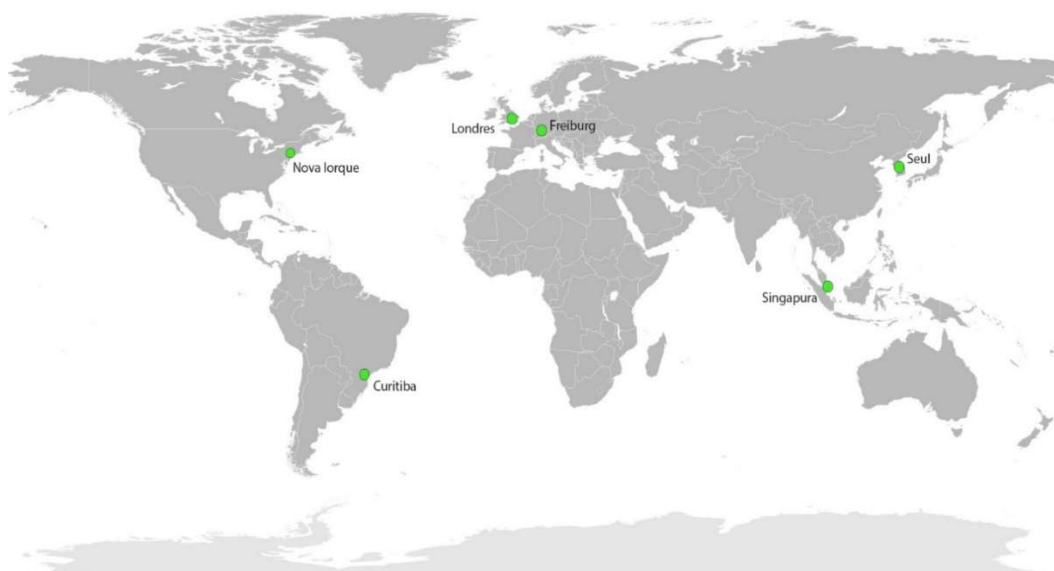 Londres
Freiburg
Nova Iorque
Seul
Singapura
Curitiba